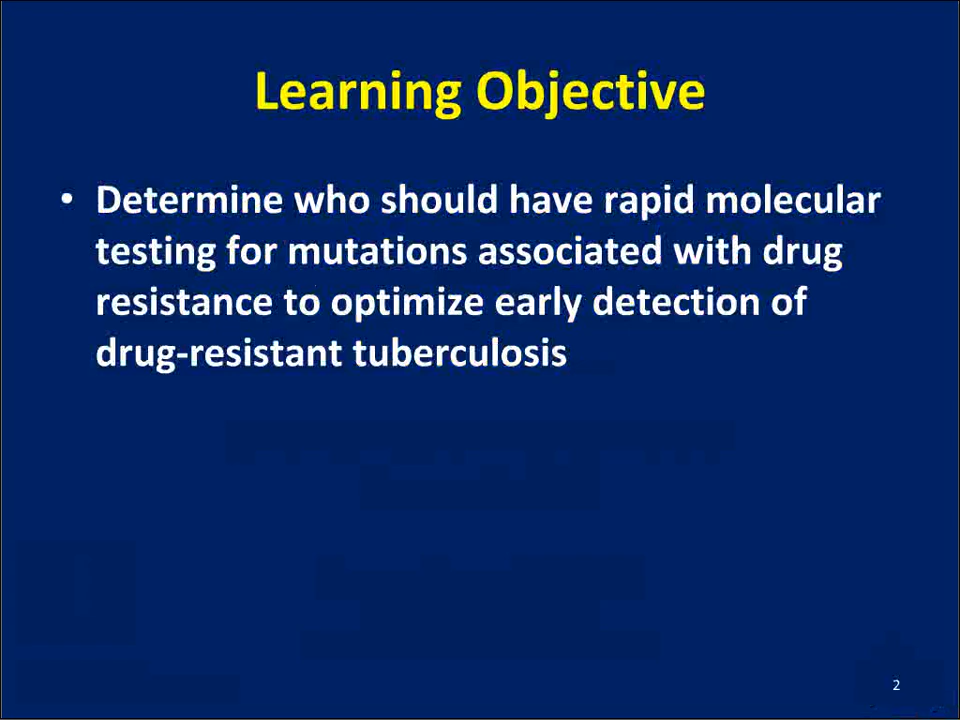 Learning Objective
• Determine who should have rapid molecular
testing for mutations associated with drug
resistance to optimize early detection of
drug-resistant tuberculosis
2